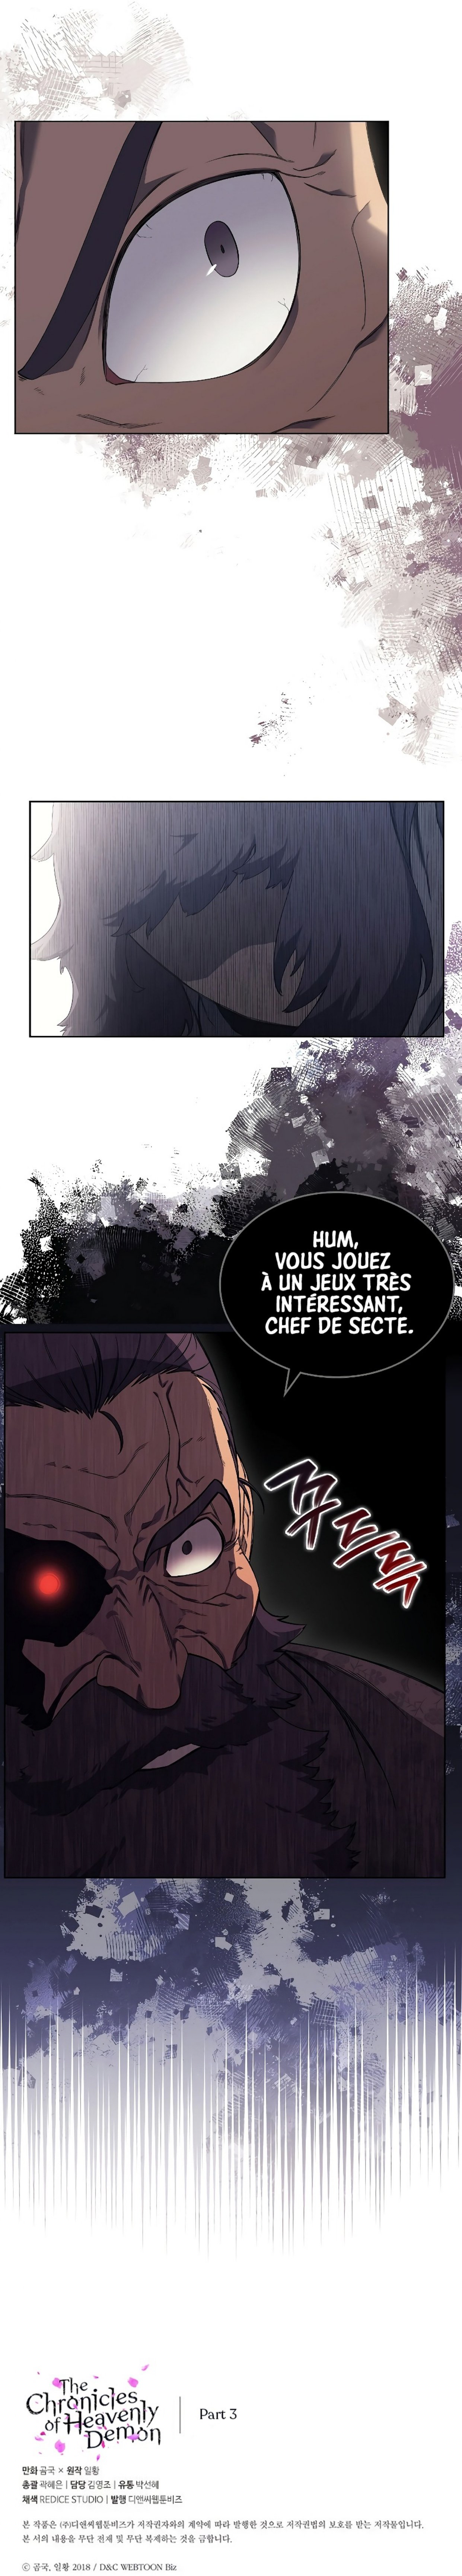 HUM,
VOUS JOUEZ
À UN JEUX TRÈS
INTÉRESSANT,
CHEF DE SECTE.
꾸드득
The
Chronicles
of Heavenly
Demon
Part 3
만화 곰국 × 원작 일황
총괄 곽혜은 | 담당 김영조 | 유통 박선혜
채색 REDICE STUDIO | 발행 디앤씨웹툰비즈
본 작품은 (주)디앤씨웹툰비즈가 저작권자와의 계약에 따라 발행한 것으로 저작권법의 보호를 받는 저작물입니다.
본 서의 내용을 무단 전재 및 무단 복제하는 것을 금합니다.
ⓒ 곰국, 일황 2018 / D&C WEBTOON Biz